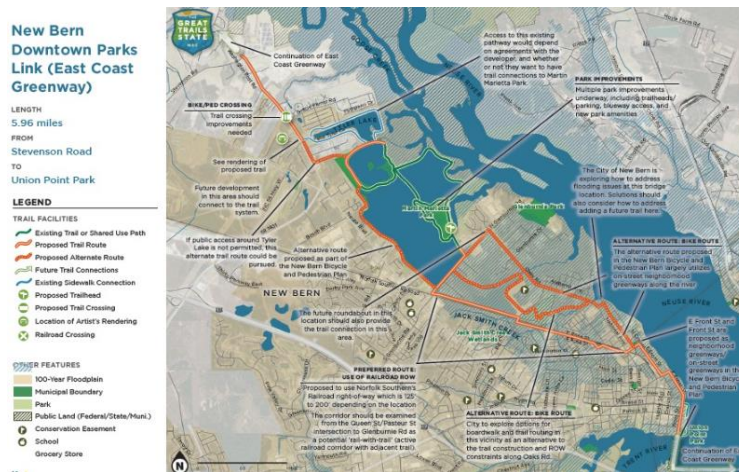 New Bern
Downtown Parks
Link (East Coast
Greenway)
LENGTH
5.96 miles
FROM
Stevenson Road
TO
Union Point Park
LEGEND
TRAIL FACILITIES
Existing Trail or Shared Use Path
Proposed Trail Route
Proposed Alternate Route
Future Trail Connections
Existing Sidewalk Connection
Proposed Trailhead
Proposed Trail Crossing
Location of Artist's Rendering
Railroad Crossing
OTHER FEATURES
100-Year Floodplain
Municipal Boundary
Park
Public Land (Federal/State/Muni.)
Conservation Easement
School
Grocery Store
GREAT
TRAILS
STATE
Continuation of East
Coast Greenway
BIKE/PED CROSSING
Trail crossing
improvements
needed
See rendering of
proposed trail
Future development
in this area should
connect to the trail
system.
If public access around Tyler
Lake is not permitted, this
alternate trail route could be
pursued.
Access to this existing
pathway would depend
on agreements with the
developer, and whether
or not they want to have
trail connections to Martin
Marietta Park.
PARK IMPROVEMENTS
Multiple park improvements
underway, including trailheads/
parking, blueway access, and
new park amenities
The City of New Bern is
exploring how to address
flooding issues at this bridge
location. Solutions should
also consider how to address
adding a future trail here.
ALTERNATIVE ROUTE: BIKE ROUTE
The alternative route proposed
in the New Bern Bicycle and
Pedestrian Plan largely utilizes
on-street neighborhood
greenways along the river
Alternative route
proposed as part of
the New Bern Bicycle
and Pedestrian Plan
NEW BERN
The future roundabout in this
location should also provide
the trail connection in this
area.
JACK SMITH CREEK
Jack Smith Creek
Wetlands
NEUSE RIVER
E Front St and
Front St are
proposed as
neighborhood
greenways/
on-street
greenways in the
New Bern Bicycle
and Pedestrian
Plan
PREFERRED ROUTE:
USE OF RAILROAD ROW
Proposed to use Norfolk Southern's
Railroad right-of-way which is 125'
to 200' depending on the location
The corridor should be examined
from the Queen St/Pasteur St
intersection to Glenburnie Rd as
a potential 'rail-with-trail' (active
railroad corridor with adjacent trail).
ALTERNATIVE ROUTE: BIKE ROUTE
City to explore options for
boardwalk and trail routing in
this vicinity as an alternative to
the trail construction and ROW
constraints along Oaks Rd.
Union
Point
Park
Continuation of East
Coast Greenway
N